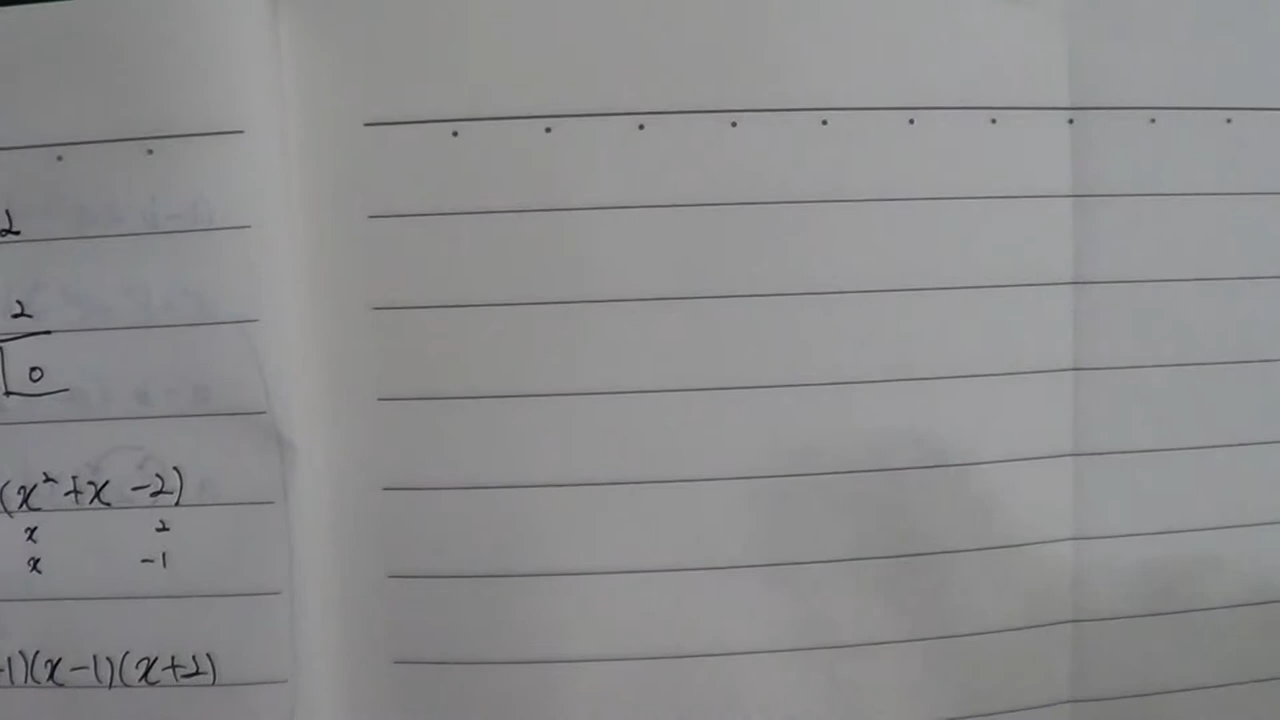 2
2
0
(x²+x -2)
x 2
x -1
-1)(x-1)(x+2)